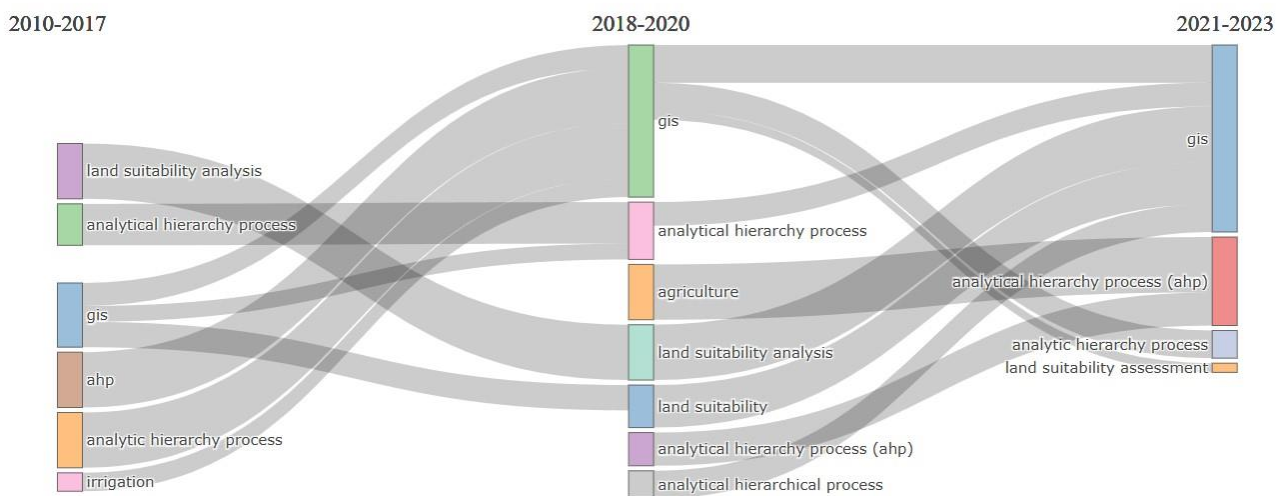 2010-2017
2018-2020
2021-2023
land suitability analysis
analytical hierarchy process
gis
ahp
analytic hierarchy process
irrigation
gis
analytical hierarchy process
agriculture
land suitability analysis
land suitability
analytical hierarchy process (ahp)
analytical hierarchical process
gis
analytical hierarchy process (ahp)
analytic hierarchy process
land suitability assessment